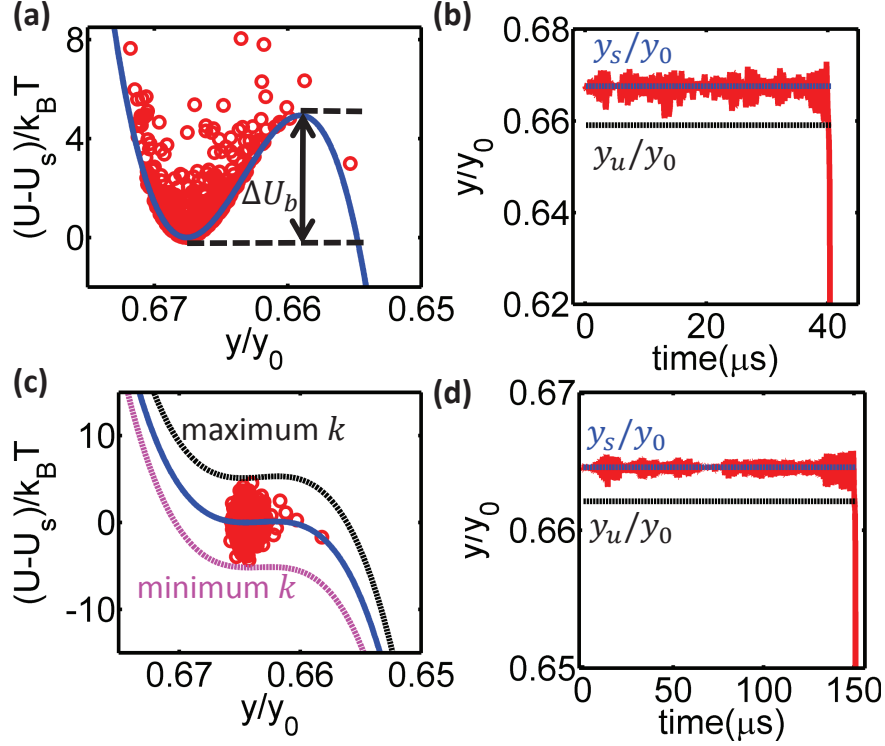 (a)
(U-U_s)/k_BT
8
4
0
ΔU_b
0.67
0.66
0.65
y/y_0
(b)
y/y_0
0.68
0.66
0.64
0.62
y_s/y_0
y_u/y_0
0
20
40
time(μs)
(c)
(U-U_s)/k_BT
10
0
-10
maximum k
minimum k
0.67
0.66
0.65
y/y_0
(d)
y/y_0
0.67
0.66
0.65
y_s/y_0
y_u/y_0
0
50
100
150
time(μs)